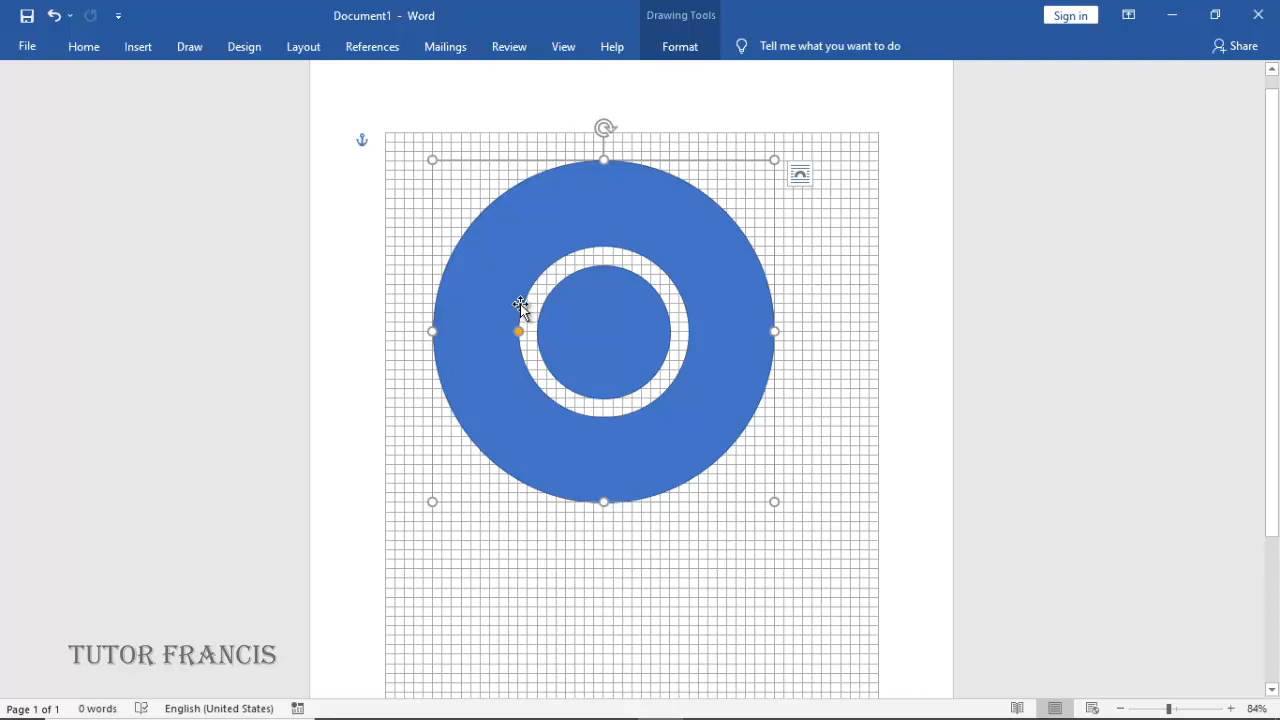 Document1 - Word
Drawing Tools
Sign in
File Home Insert Draw Design Layout References Mailings Review View Help Format Tell me what you want to do Share
TUTOR FRANCIS
Page 1 of 1 0 words English (United States) 84%